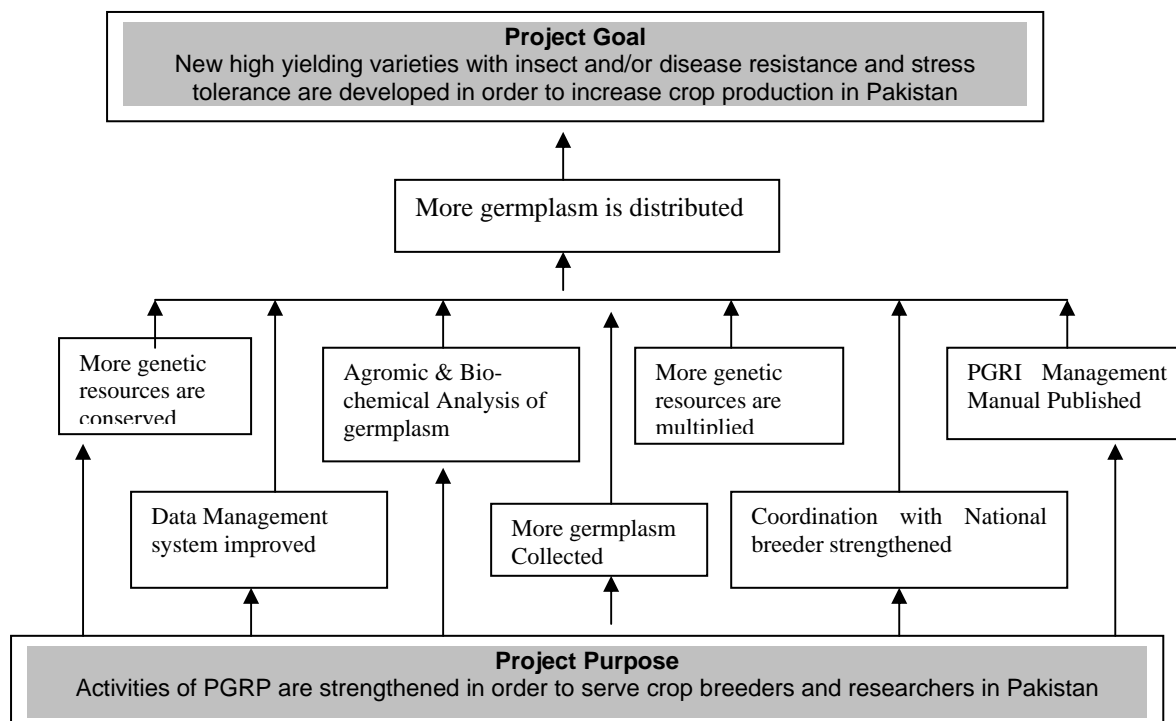 Project Goal
New high yielding varieties with insect and/or disease resistance and stress
tolerance are developed in order to increase crop production in Pakistan
More germplasm is distributed
More genetic
resources are
conserved
Agromic & Bio-
chemical Analysis of
germplasm
More genetic
resources are
multiplied
PGRI Management
Manual Published
Data Management
system improved
More germplasm
Collected
Coordination with National
breeder strengthened
Project Purpose
Activities of PGRP are strengthened in order to serve crop breeders and researchers in Pakistan